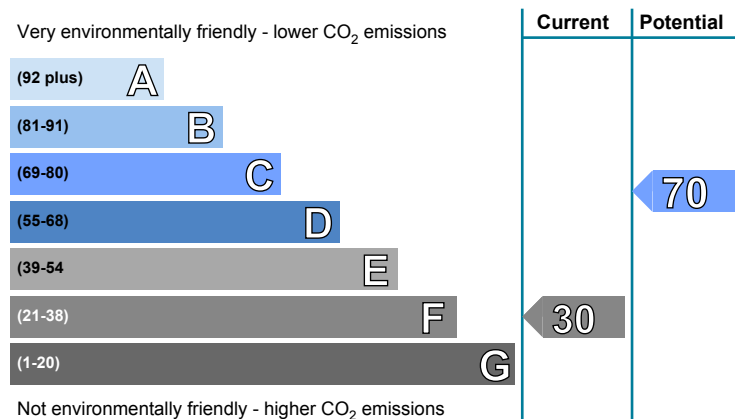 Current Potential
Very environmentally friendly - lower CO₂ emissions
(92 plus) A
(81-91) B
(69-80) C
70
(55-68) D
(39-54 E
(21-38) F 30
(1-20) G
Not environmentally friendly - higher CO₂ emissions